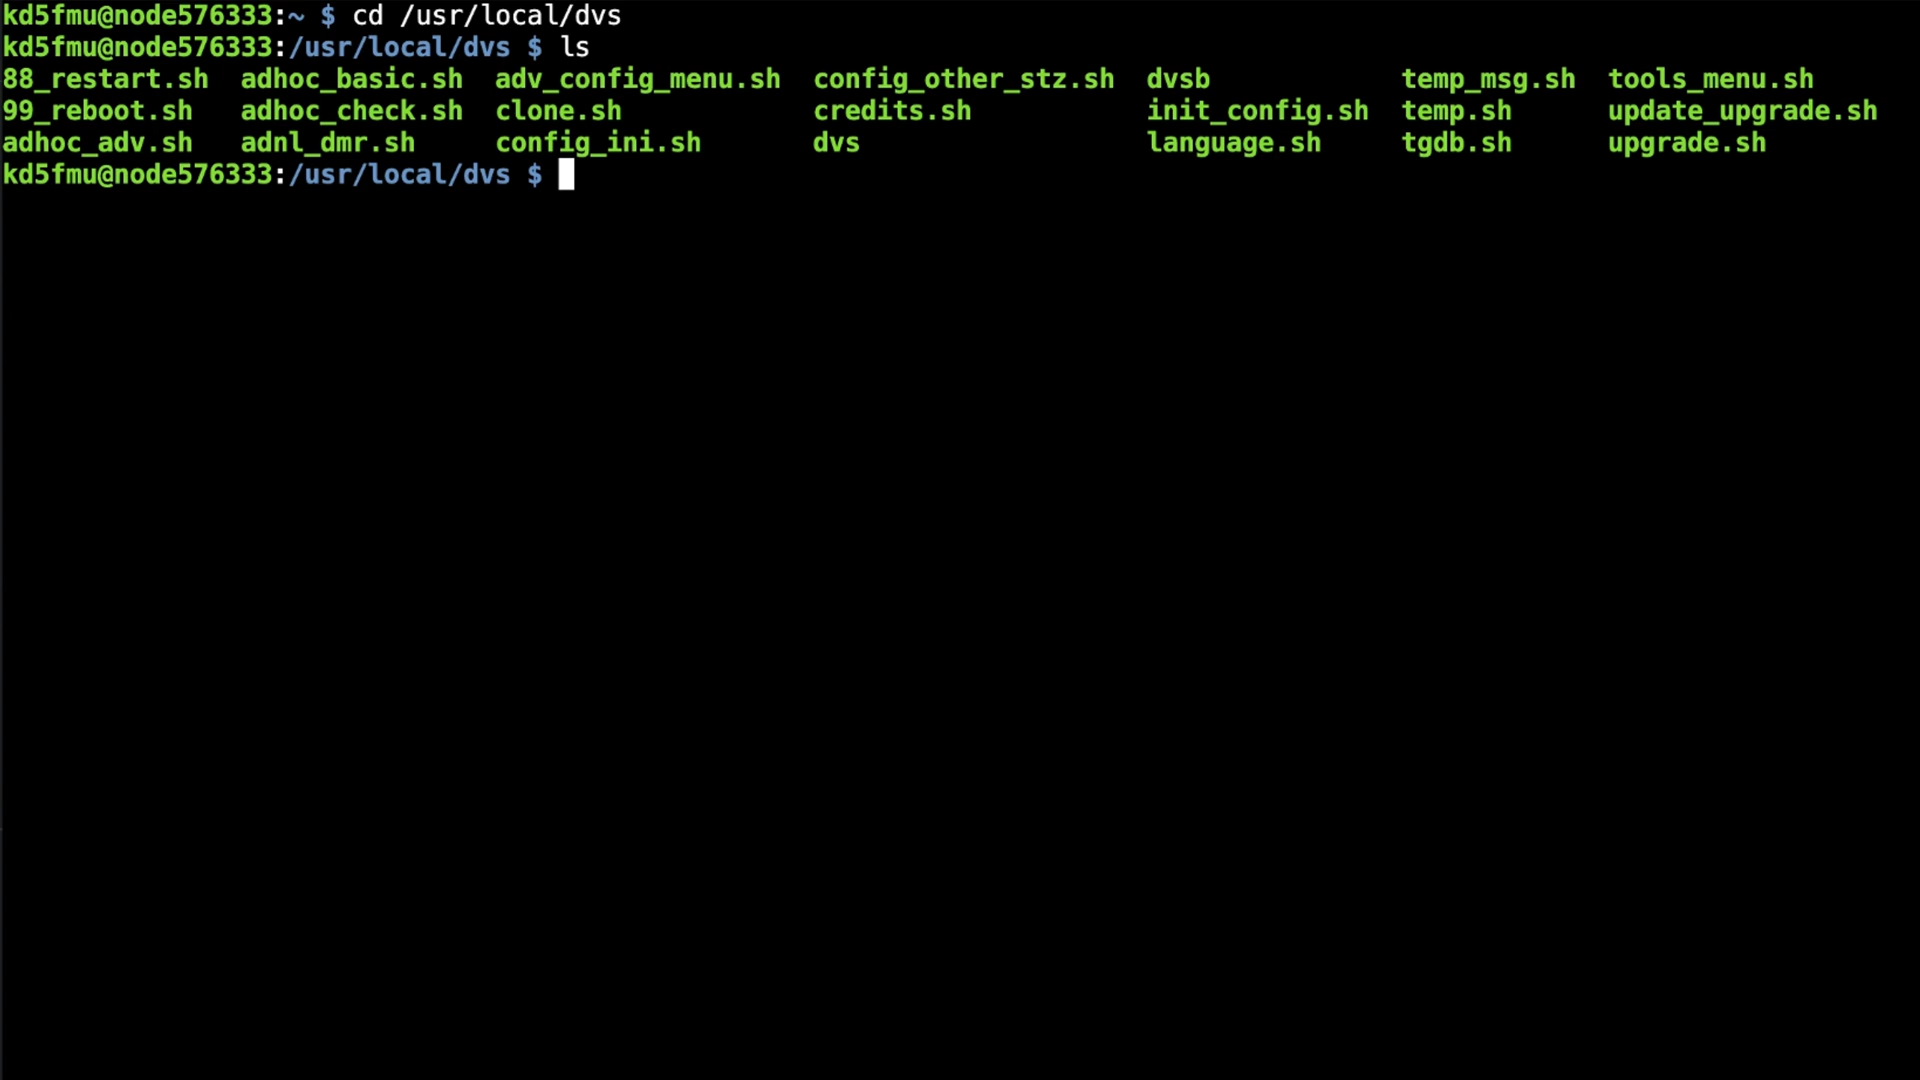 kd5fmu@node576333:~ $ cd /usr/local/dvs
kd5fmu@node576333:/usr/local/dvs $ ls
88_restart.sh  adhoc_basic.sh  adv_config_menu.sh  config_other_stz.sh  dvsb  temp_msg.sh  tools_menu.sh
99_reboot.sh  adhoc_check.sh  clone.sh  credits.sh  init_config.sh  temp.sh  update_upgrade.sh
adhoc_adv.sh  adnl_dmr.sh  config_ini.sh  dvs  language.sh  tgdb.sh  upgrade.sh
kd5fmu@node576333:/usr/local/dvs $